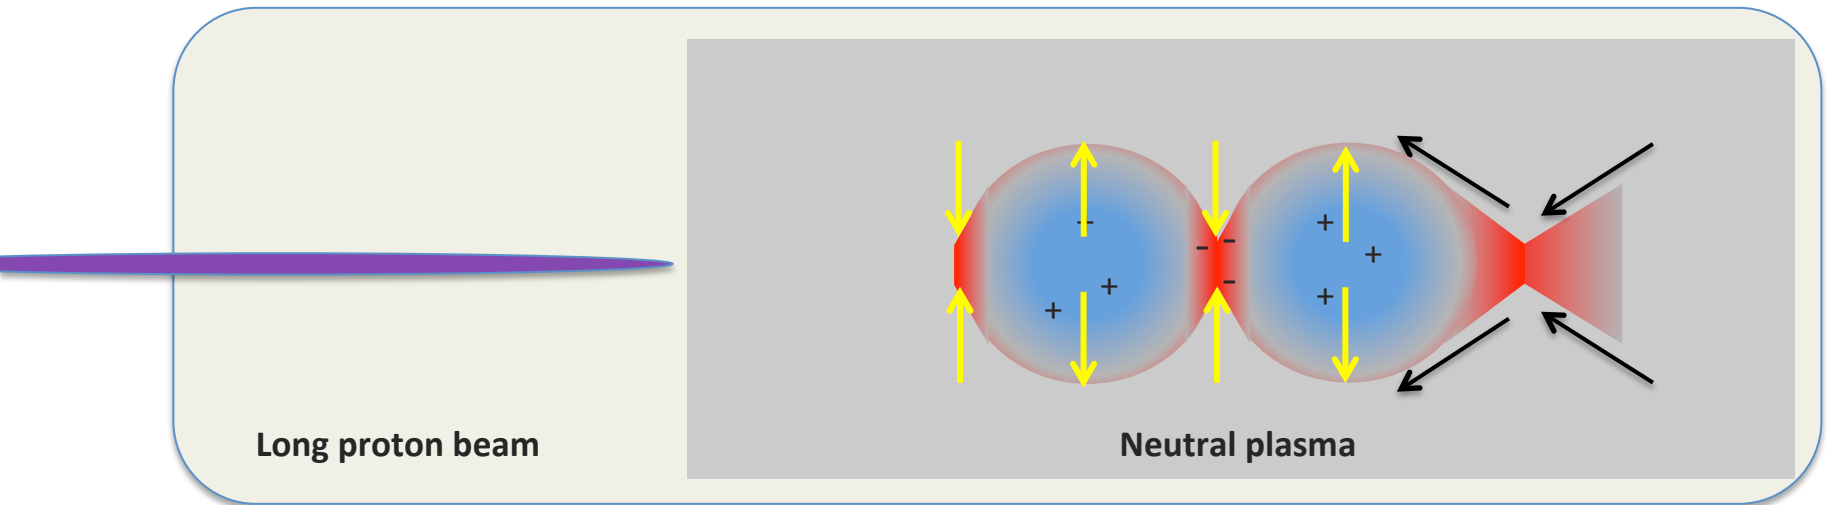 + + + + + +
- - -
Long proton beam
Neutral plasma